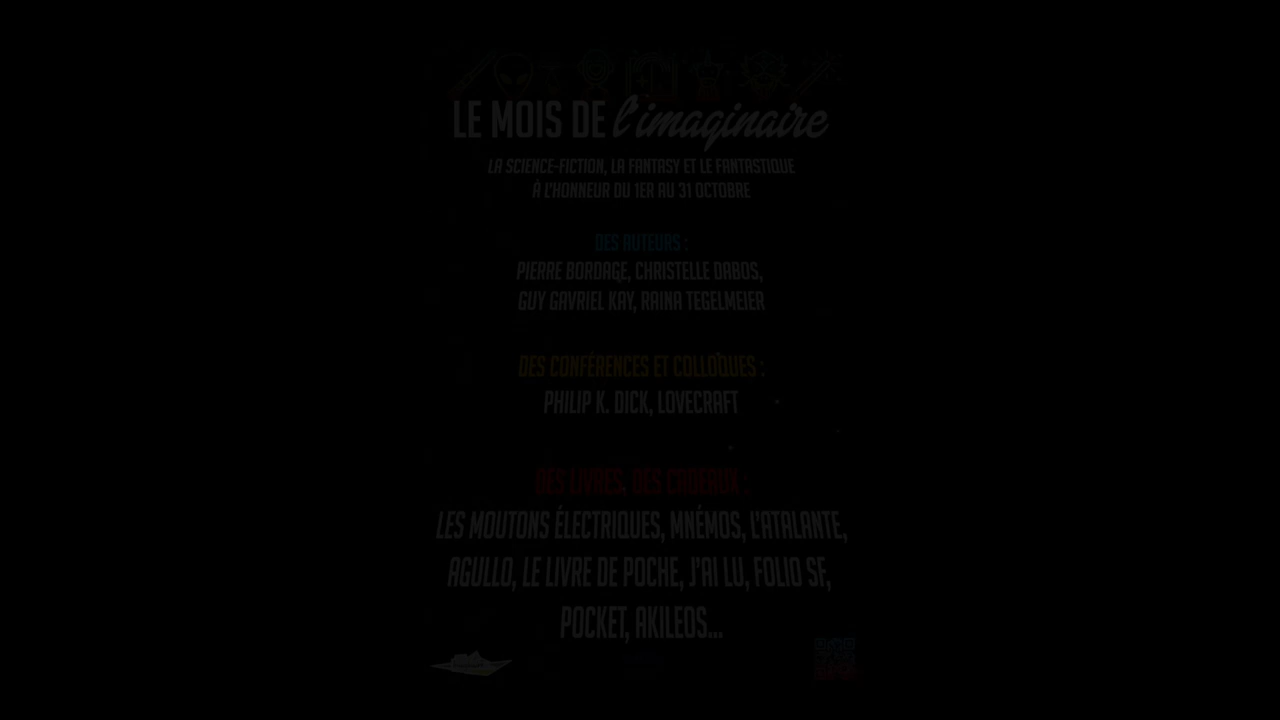 LE MOIS DE l'imaginaire
LA SCIENCE-FICTION, LA FANTASY ET LE FANTASTIQUE
À L'HONNEUR DU 1ER AU 31 OCTOBRE
DES AUTEURS :
PIERRE BORDAGE, CHRISTELLE DABOS,
GUY GAVRIEL KAY, RAINA TEGELMEIER
DES CONFÉRENCES ET COLLOQUES :
PHILIP K. DICK, LOVECRAFT
DES LIVRES, DES CADEAUX :
LES MOUTONS ÉLECTRIQUES, MNÉMOS, L'ATALANTE,
AGULLO, LE LIVRE DE POCHE, J'AI LU, FOLIO SF,
POCKET, AKILEOS...